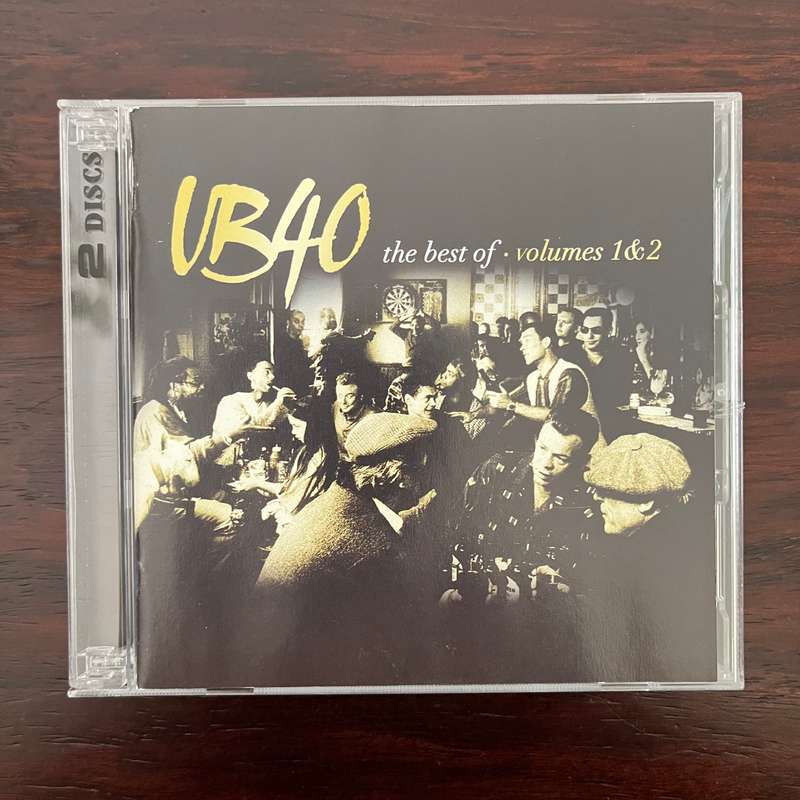 2 DISCS
UB40
the best of · volumes 1&2